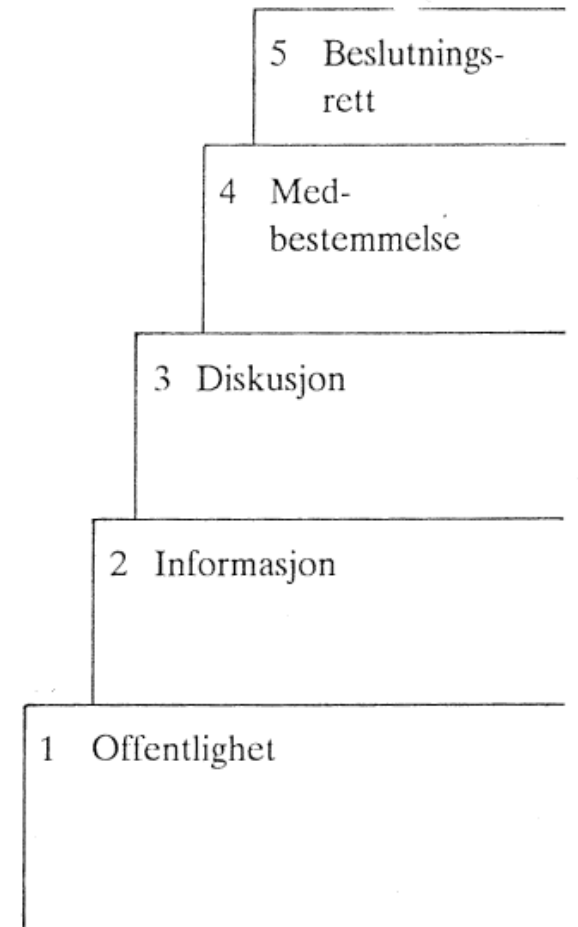 5 Beslutnings-
rett
4 Med-
bestemmelse
3 Diskusjon
2 Informasjon
1 Offentlighet